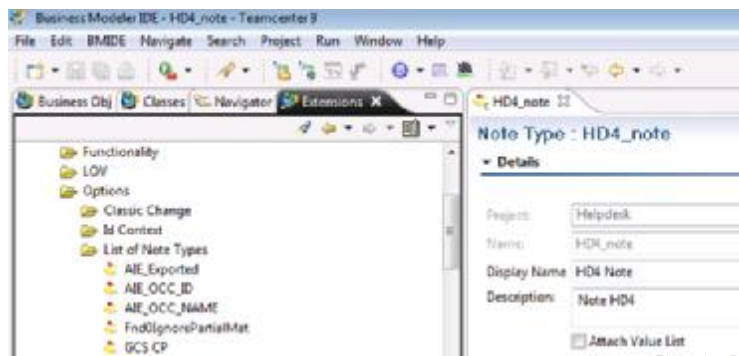 Business Modeler IDE - HD4_note - Teamcenter 9
File Edit BMIDE Navigate Search Project Run Window Help
Business Obj Classes Navigator Extensions
HD4_note
Note Type : HD4_note
Details
Functionality
LOV
Options
Classic Change
Id Context
List of Note Types
AIE_Exported
AIE_OCC_ID
AIE_OCC_NAME
Fnd0IgnorePartialMat
GCS CP
Project: Helpdesk
Name: HD4_note
Display Name HD4 Note
Description: Note HD4
Attach Value List